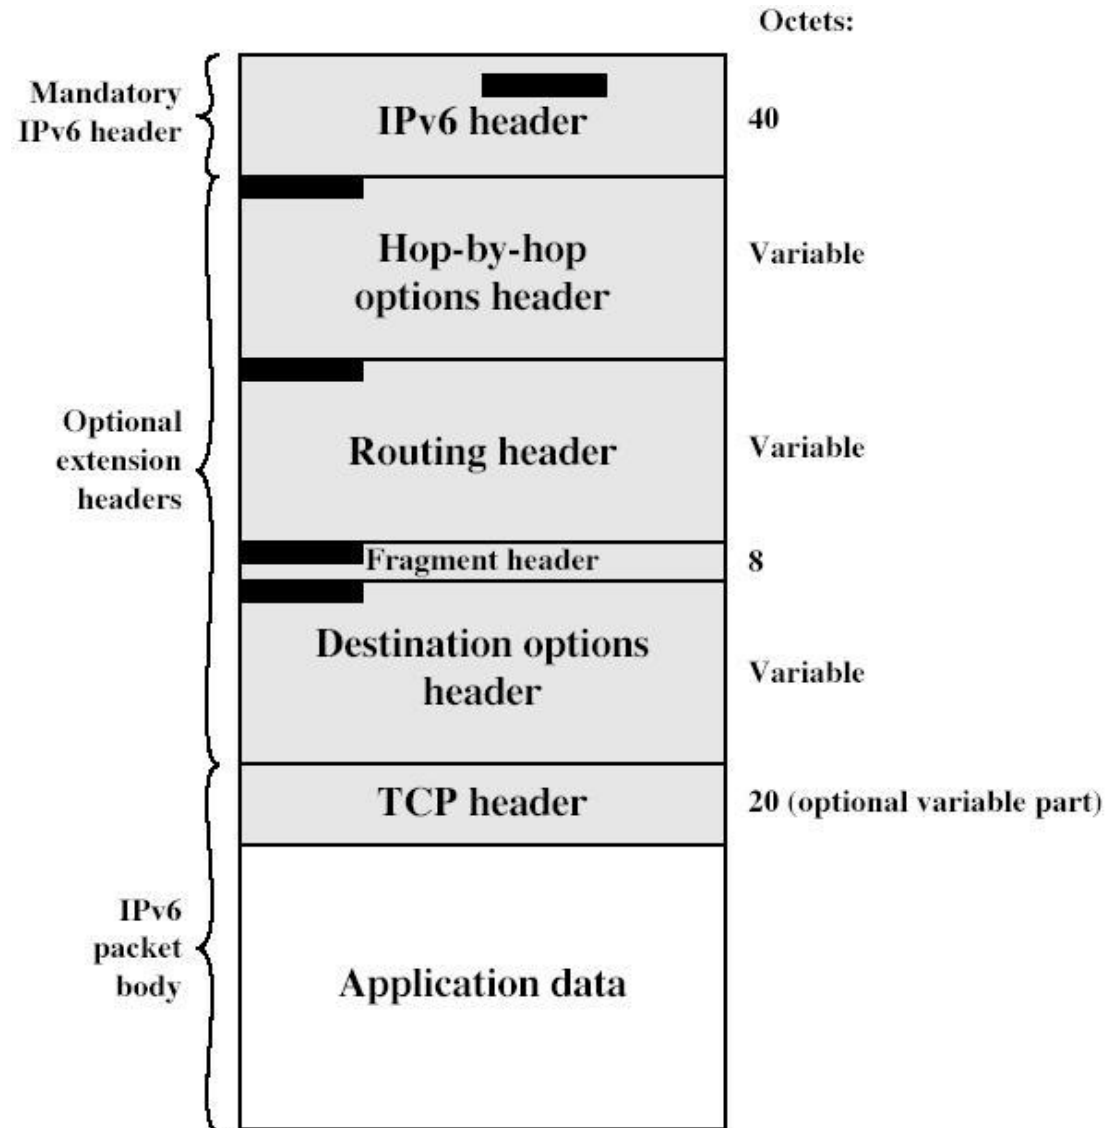 Octets:
Mandatory
IPv6 header
IPv6 header
40
Hop-by-hop
options header
Variable
Optional
extension
headers
Routing header
Variable
Fragment header
8
Destination options
header
Variable
TCP header
20 (optional variable part)
IPv6
packet
body
Application data